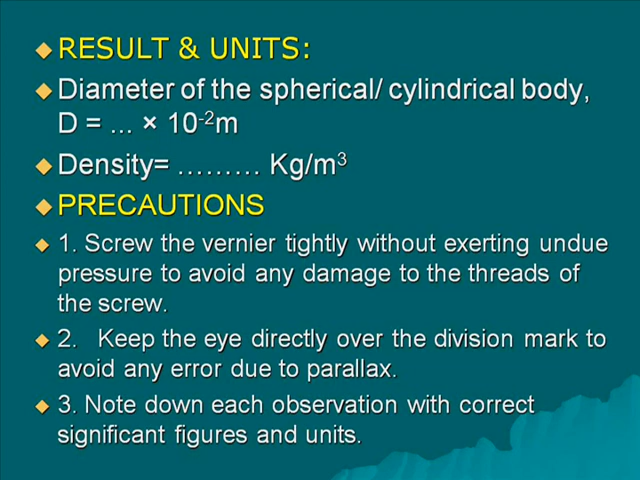 RESULT & UNITS:
Diameter of the spherical/ cylindrical body,
D = ... × 10⁻²m
Density= ……… Kg/m³
PRECAUTIONS
1. Screw the vernier tightly without exerting undue
pressure to avoid any damage to the threads of
the screw.
2. Keep the eye directly over the division mark to
avoid any error due to parallax.
3. Note down each observation with correct
significant figures and units.